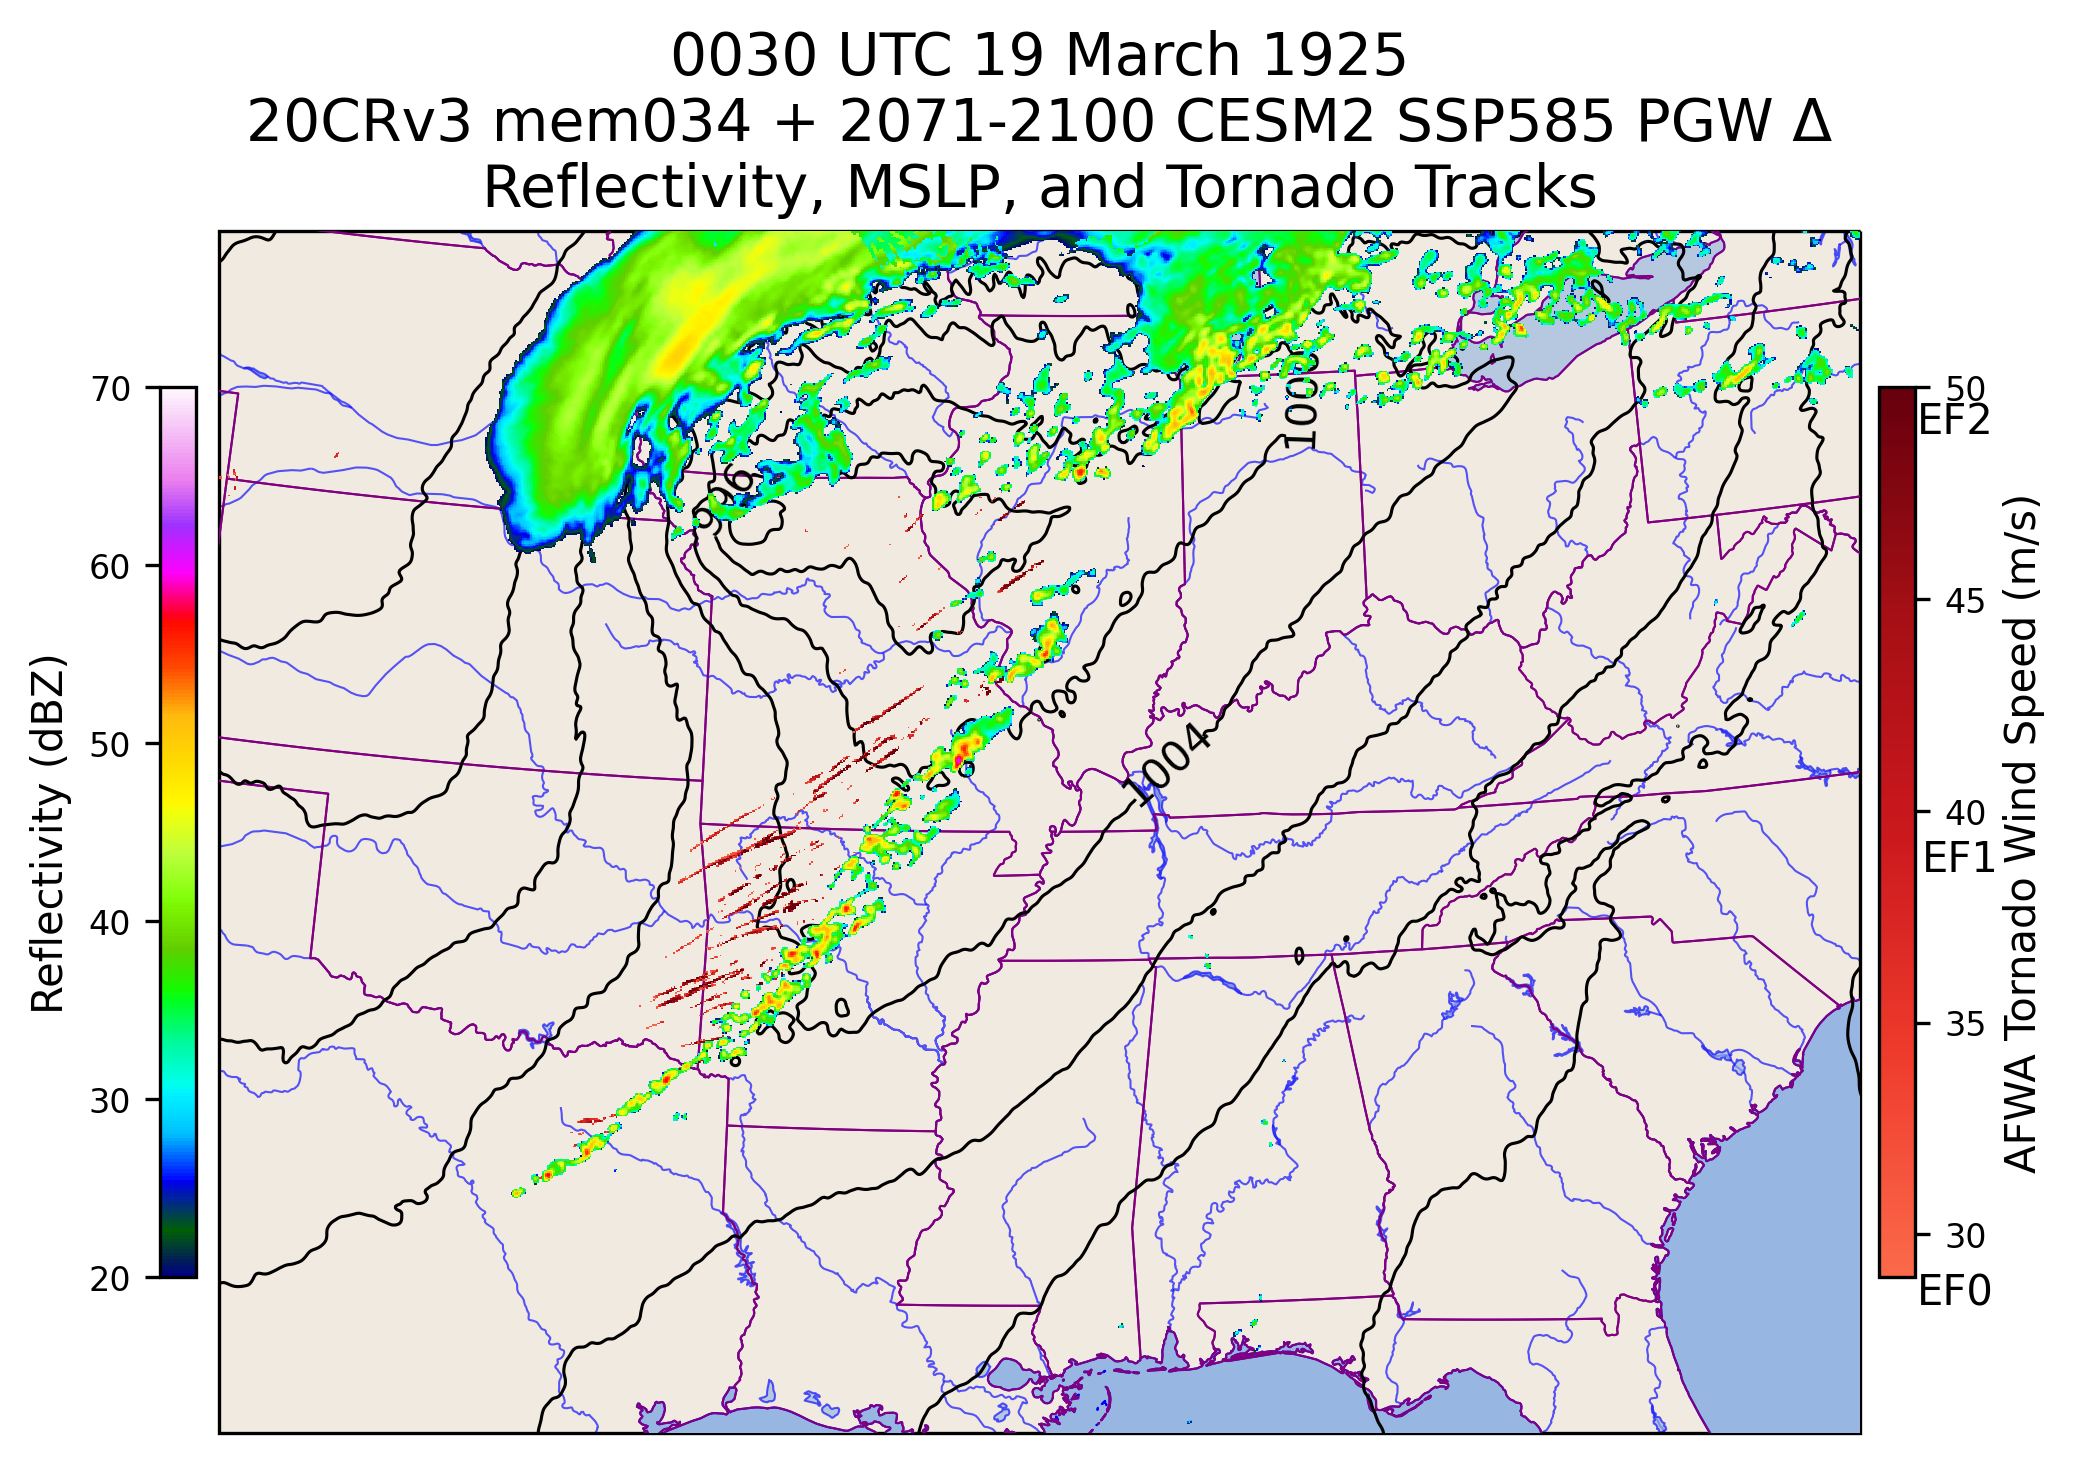 0030 UTC 19 March 1925
20CRv3 mem034 + 2071-2100 CESM2 SSP585 PGW Δ
Reflectivity, MSLP, and Tornado Tracks
Reflectivity (dBZ)
70
60
50
40
30
20
996
1000
1004
50
EF2
45
40
EF1
35
30
EF0
AFWA Tornado Wind Speed (m/s)